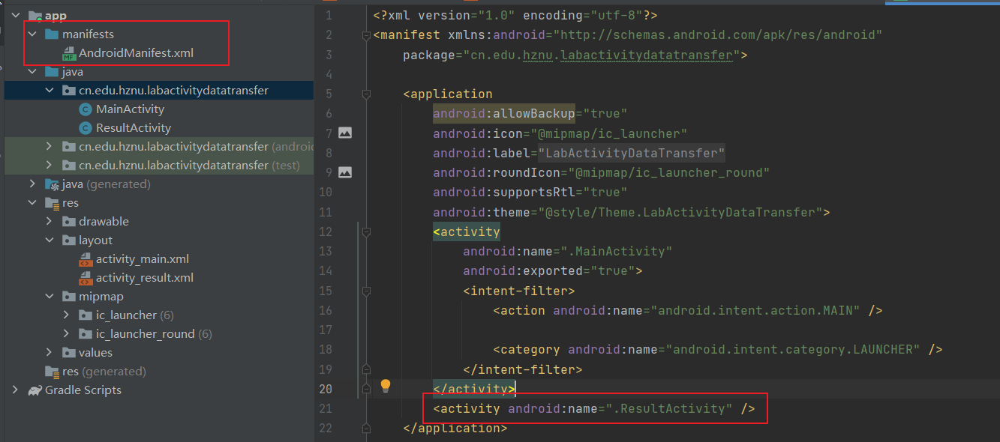 app
manifests
MF AndroidManifest.xml
java
cn.edu.hznu.labactivitydatatransfer
C MainActivity
C ResultActivity
cn.edu.hznu.labactivitydatatransfer (androi
cn.edu.hznu.labactivitydatatransfer (test)
java (generated)
res
drawable
layout
<> activity_main.xml
<> activity_result.xml
mipmap
ic_launcher (6)
ic_launcher_round (6)
values
res (generated)
Gradle Scripts
1 <?xml version="1.0" encoding="utf-8"?>
2 <manifest xmlns:android="http://schemas.android.com/apk/res/android"
3 package="cn.edu.hznu.labactivitydatatransfer">
4
5 <application
6 android:allowBackup="true"
7 android:icon="@mipmap/ic_launcher"
8 android:label="LabActivityDataTransfer"
9 android:roundIcon="@mipmap/ic_launcher_round"
10 android:supportsRtl="true"
11 android:theme="@style/Theme.LabActivityDataTransfer">
12 <activity
13 android:name=".MainActivity"
14 android:exported="true">
15 <intent-filter>
16 <action android:name="android.intent.action.MAIN" />
17
18 <category android:name="android.intent.category.LAUNCHER" />
19 </intent-filter>
20 </activity>
21 <activity android:name=".ResultActivity" />
22 </application>